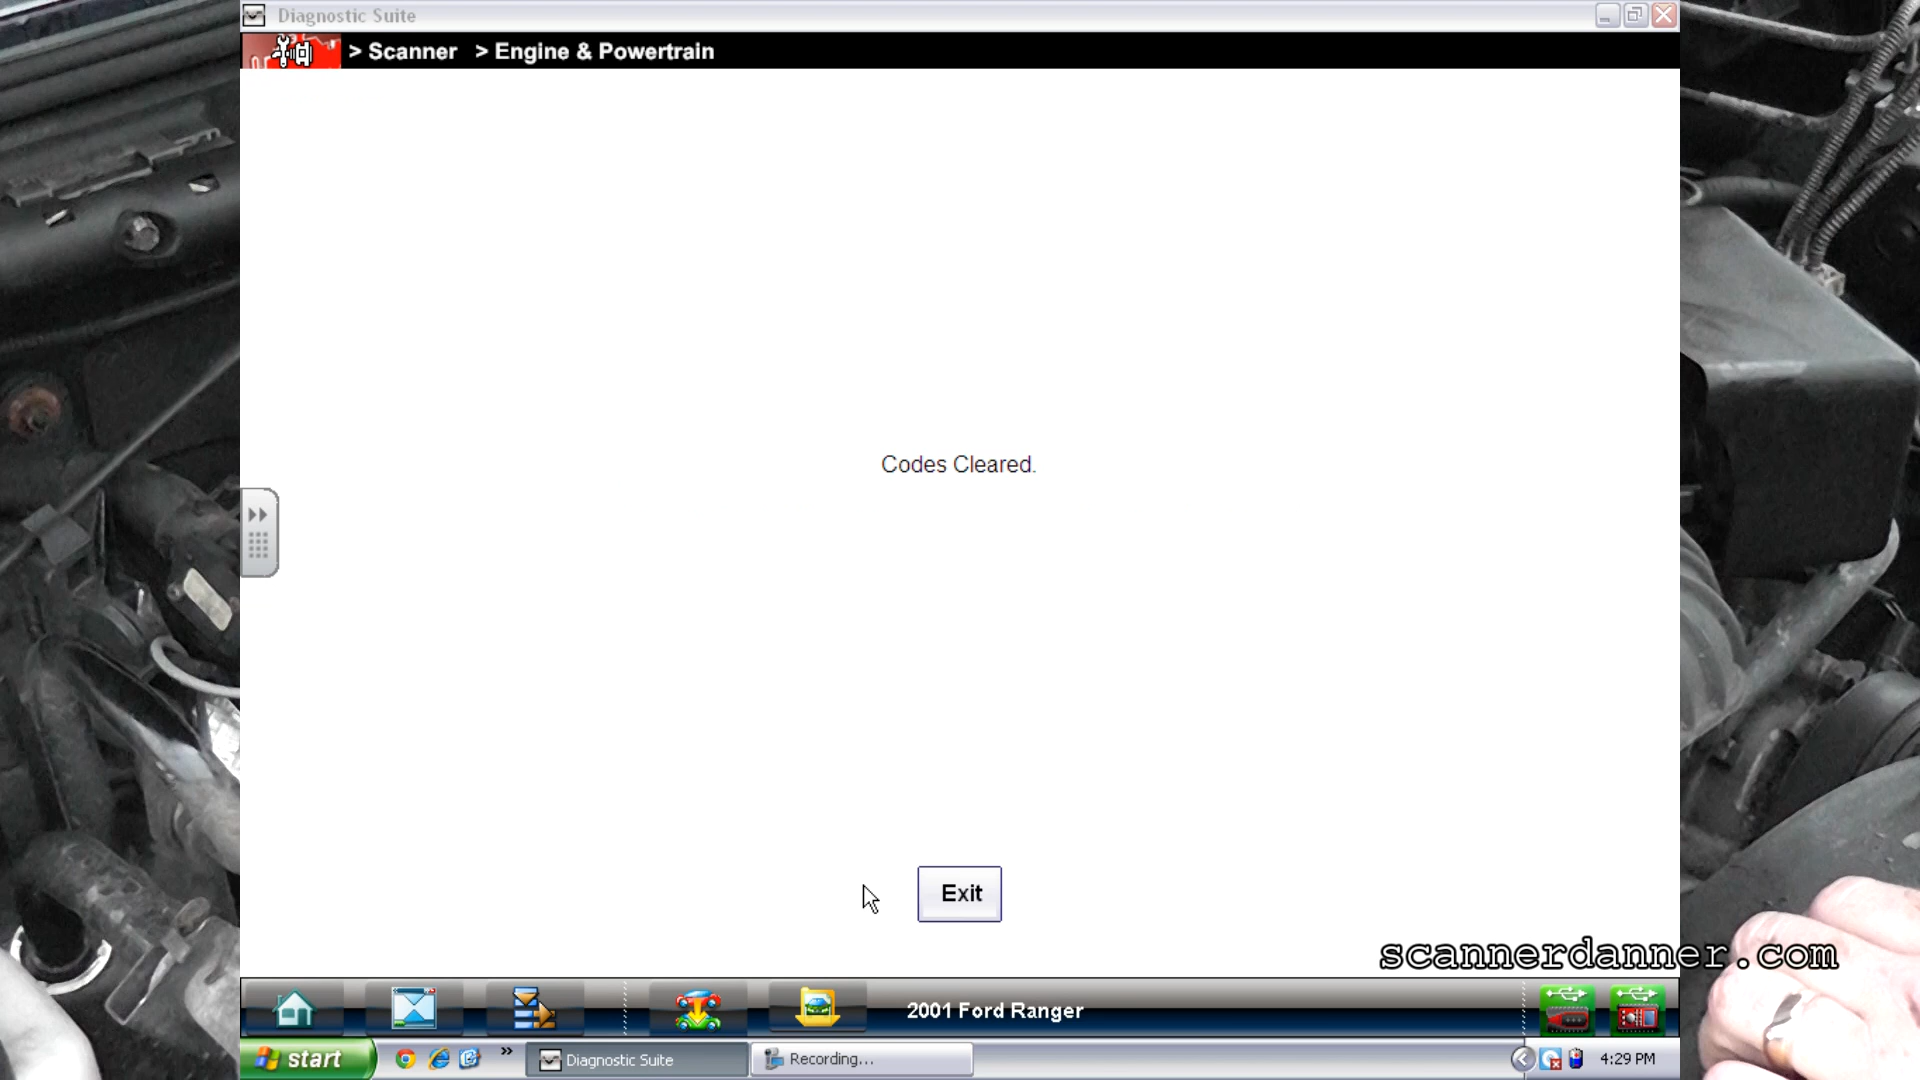 Diagnostic Suite
> Scanner > Engine & Powertrain
Codes Cleared.
Exit
scannerdanner.com
2001 Ford Ranger
start
Diagnostic Suite
Recording...
4:29 PM